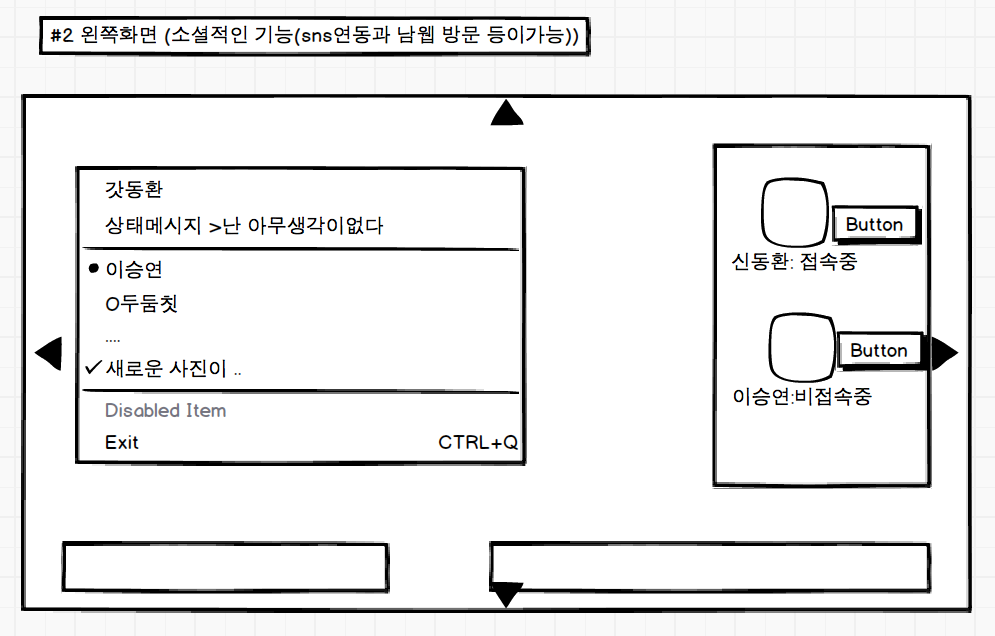 #2 왼쪽화면 (소셜적인 기능(sns연동과 남웹 방문 등이가능))
갓동환
상태메시지 >난 아무생각이없다
이승연
O두둠칫
....
새로운 사진이 ..
Disabled Item
Exit CTRL+Q
Button
신동환: 접속중
Button
이승연:비접속중